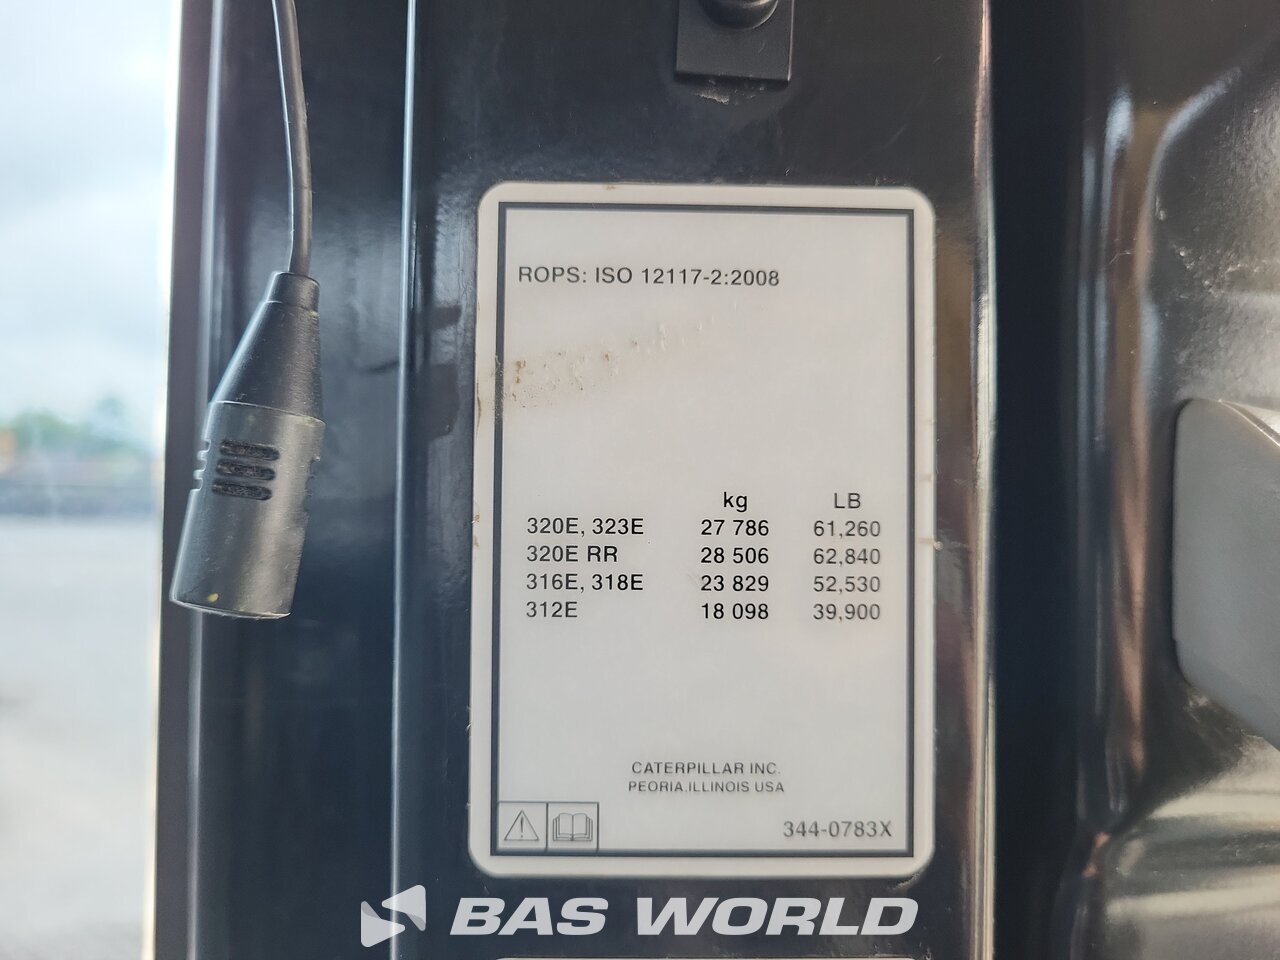 ROPS: ISO 12117-2:2008
kg LB
320E, 323E 27 786 61,260
320E RR 28 506 62,840
316E, 318E 23 829 52,530
312E 18 098 39,900
CATERPILLAR INC.
PEORIA.ILLINOIS USA
344-0783X
BAS WORLD